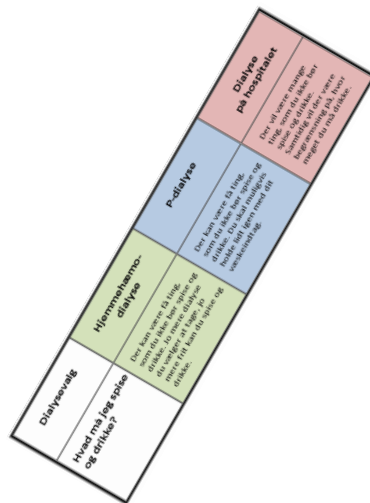 Dialysevalg
Hjemmehæmo-
dialyse
P-dialyse
Dialyse
på hospitalet
Hvad må jeg spise
og drikke?
Der kan være få ting,
som du ikke bør spise og
drikke. Jo mere dialyse
du vælger at tage, jo
mere frit kan du spise og
drikke.
Der kan være få ting,
som du ikke bør spise og
drikke. Du skal muligvis
holde lidt igen med dit
væskeindtag.
Der vil være mange
ting, som du ikke bør
spise og drikke.
Samtidig vil der være
begræmning på, hvor
meget du må drikke.